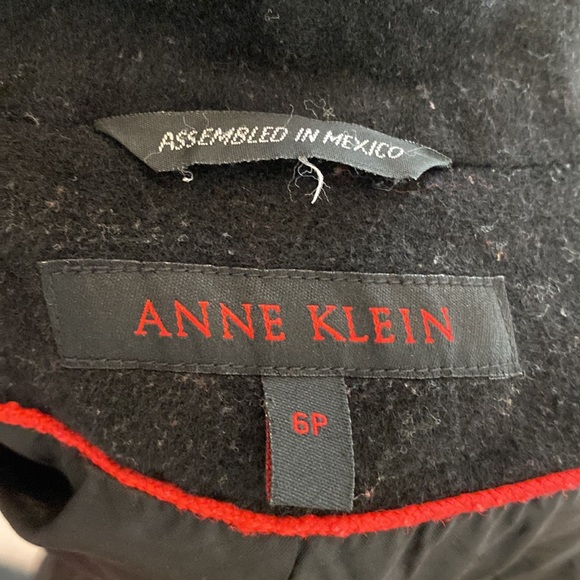 ASSEMBLED IN MEXICO
ANNE KLEIN
6P